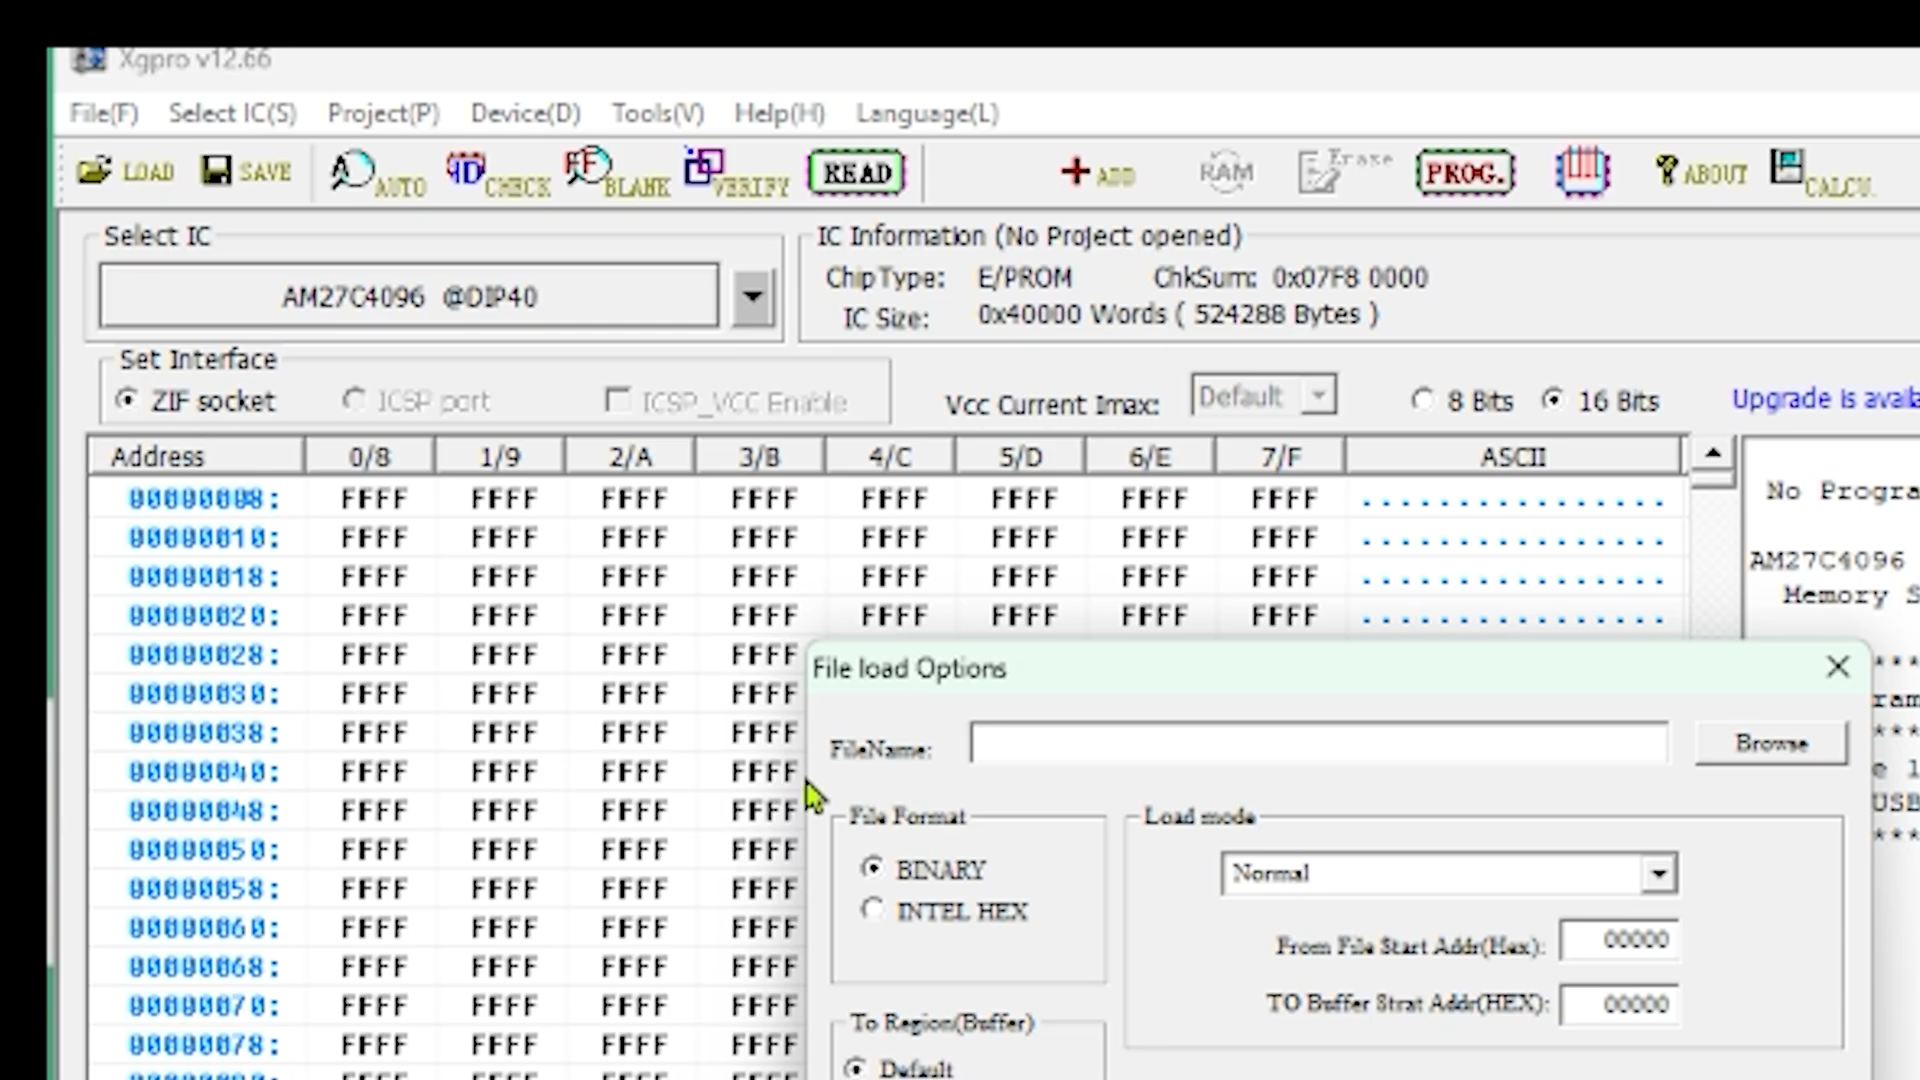 Xgpro v12.66
File(F) Select IC(S) Project(P) Device(D) Tools(V) Help(H) Language(L)
LOAD SAVE AUTO CHECK BLANK VERIFY READ ADD RAM Erase PROG. ABOUT CALCU.
Select IC
AM27C4096 @DIP40
IC Information (No Project opened)
ChipType: E/PROM ChkSum: 0x07F8 0000
IC Size: 0x40000 Words ( 524288 Bytes )
Set Interface
ZIF socket ICSP port ICSP_VCC Enable
Vcc Current Imax: Default 8 Bits 16 Bits
Upgrade is
Address 0/8 1/9 2/A 3/B 4/C 5/D 6/E 7/F ASCII
00000008: FFFF FFFF FFFF FFFF FFFF FFFF FFFF FFFF ................
00000010: FFFF FFFF FFFF FFFF FFFF FFFF FFFF FFFF ................
00000018: FFFF FFFF FFFF FFFF FFFF FFFF FFFF FFFF ................
00000020: FFFF FFFF FFFF FFFF FFFF FFFF FFFF FFFF ................
00000028: FFFF FFFF FFFF FFFF
00000030: FFFF FFFF FFFF FFFF
00000038: FFFF FFFF FFFF FFFF
00000040: FFFF FFFF FFFF FFFF
00000048: FFFF FFFF FFFF FFFF
00000050: FFFF FFFF FFFF FFFF
00000058: FFFF FFFF FFFF FFFF
00000060: FFFF FFFF FFFF FFFF
00000068: FFFF FFFF FFFF FFFF
00000070: FFFF FFFF FFFF FFFF
00000078: FFFF FFFF FFFF FFFF
No Progra
AM27C4096
Memory S
***
ram
***
e l
USB
***
File load Options
FileName: Browse
File Format
BINARY
INTEL HEX
Load mode
Normal
From File Start Addr(Hex): 00000
TO Buffer Strat Addr(HEX): 00000
To Region(Buffer)
Default